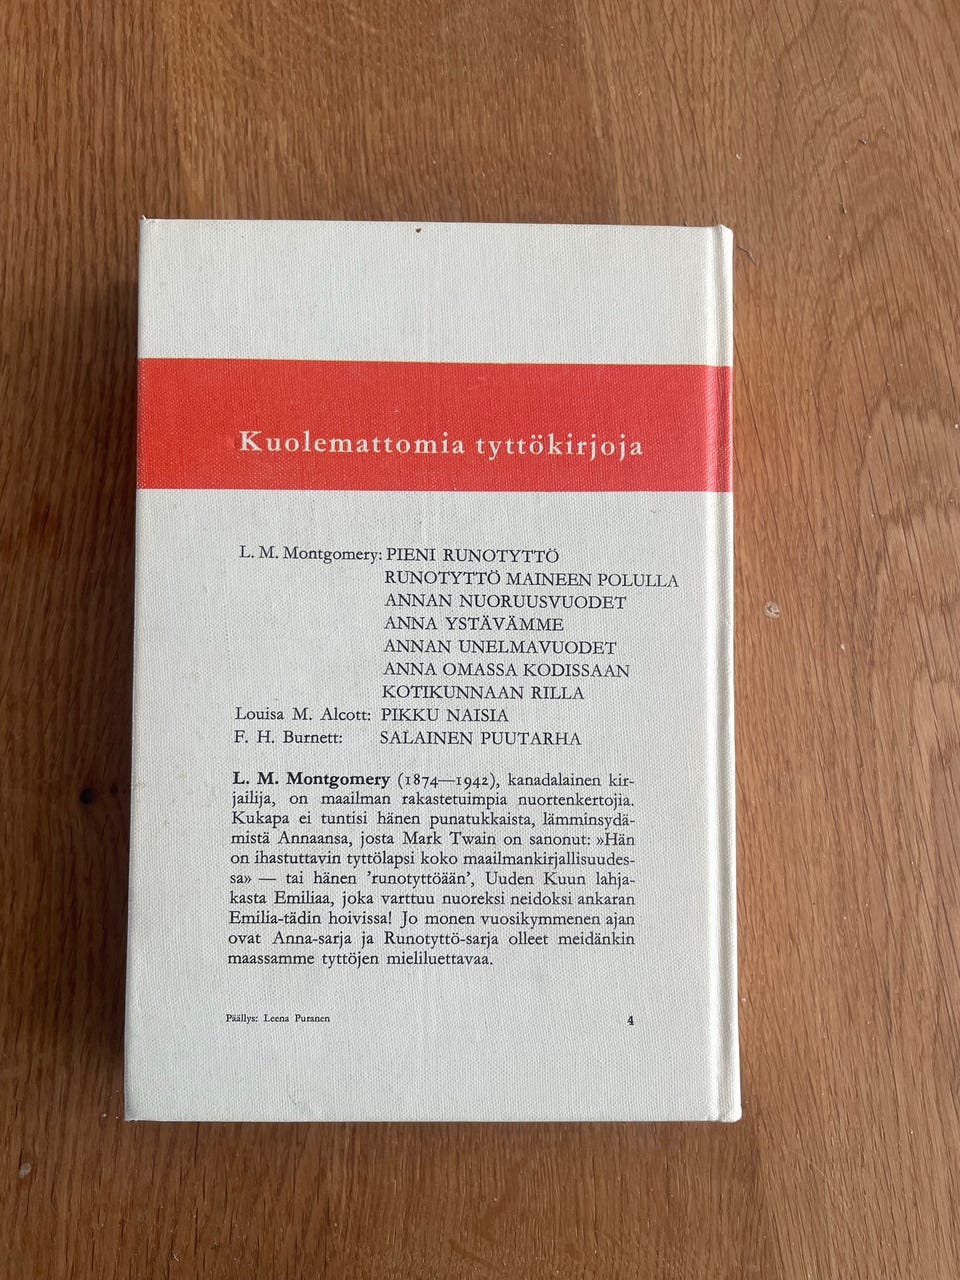 Kuolemattomia tyttökirjoja
L. M. Montgomery: PIENI RUNOTYTTÖ
RUNOTYTTÖ MAINEEN POLULLA
ANNAN NUORUUSVUODET
ANNA YSTÄVÄMME
ANNAN UNELMAVUODET
ANNA OMASSA KODISSAAN
KOTIKUNNAAN RILLA
Louisa M. Alcott: PIKKU NAISIA
F. H. Burnett: SALAINEN PUUTARHA
L. M. Montgomery (1874—1942), kanadalainen kir-
jailija, on maailman rakastetuimpia nuortenkertojia.
Kukapa ei tuntisi hänen punatukkaista, lämminsydä-
mistä Annaansa, josta Mark Twain on sanonut: »Hän
on ihastuttavin tyttölapsi koko maailmankirjallisuudes-
sa» — tai hänen 'runotyttöään', Uuden Kuun lahja-
kasta Emiliaa, joka varttuu nuoreksi neidoksi ankaran
Emilia-tädin hoivissa! Jo monen vuosikymmenen ajan
ovat Anna-sarja ja Runotyttö-sarja olleet meidänkin
maassamme tyttöjen mieliluettavaa.
Päällys: Leena Puranen 4